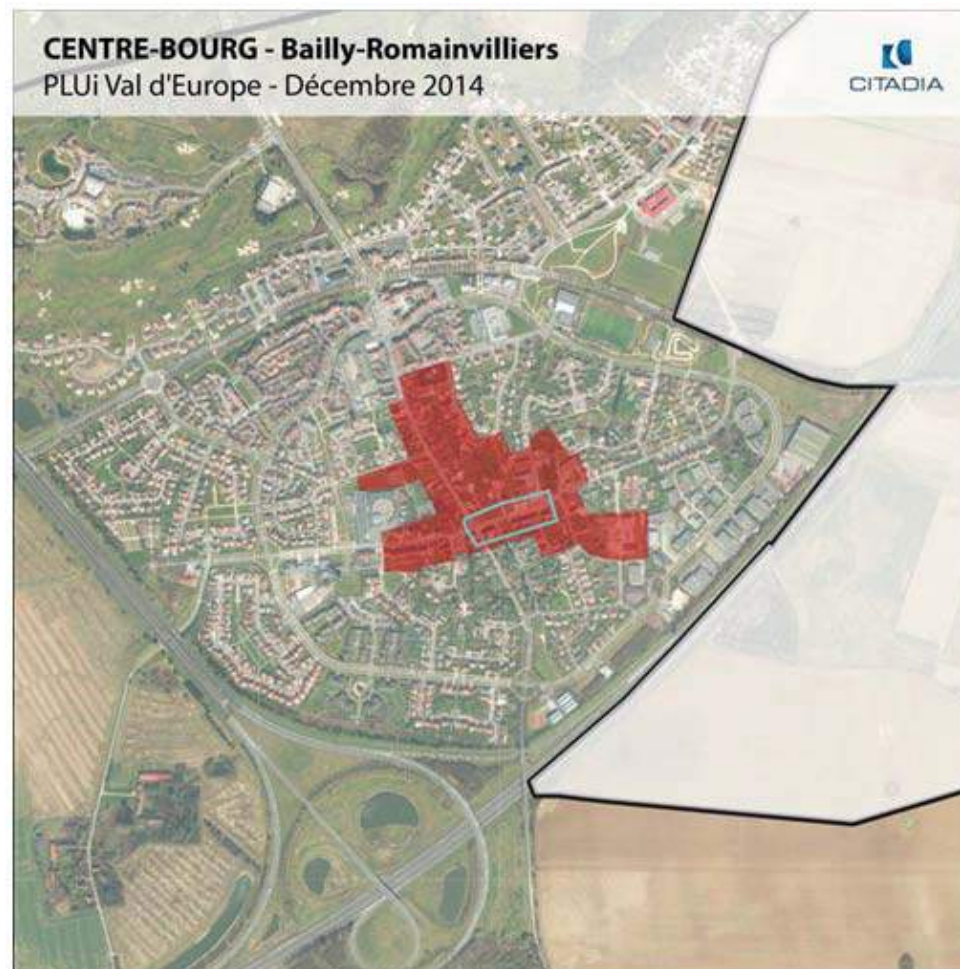 CENTRE-BOURG - Bailly-Romainvilliers
PLUi Val d'Europe - Décembre 2014
CITADIA